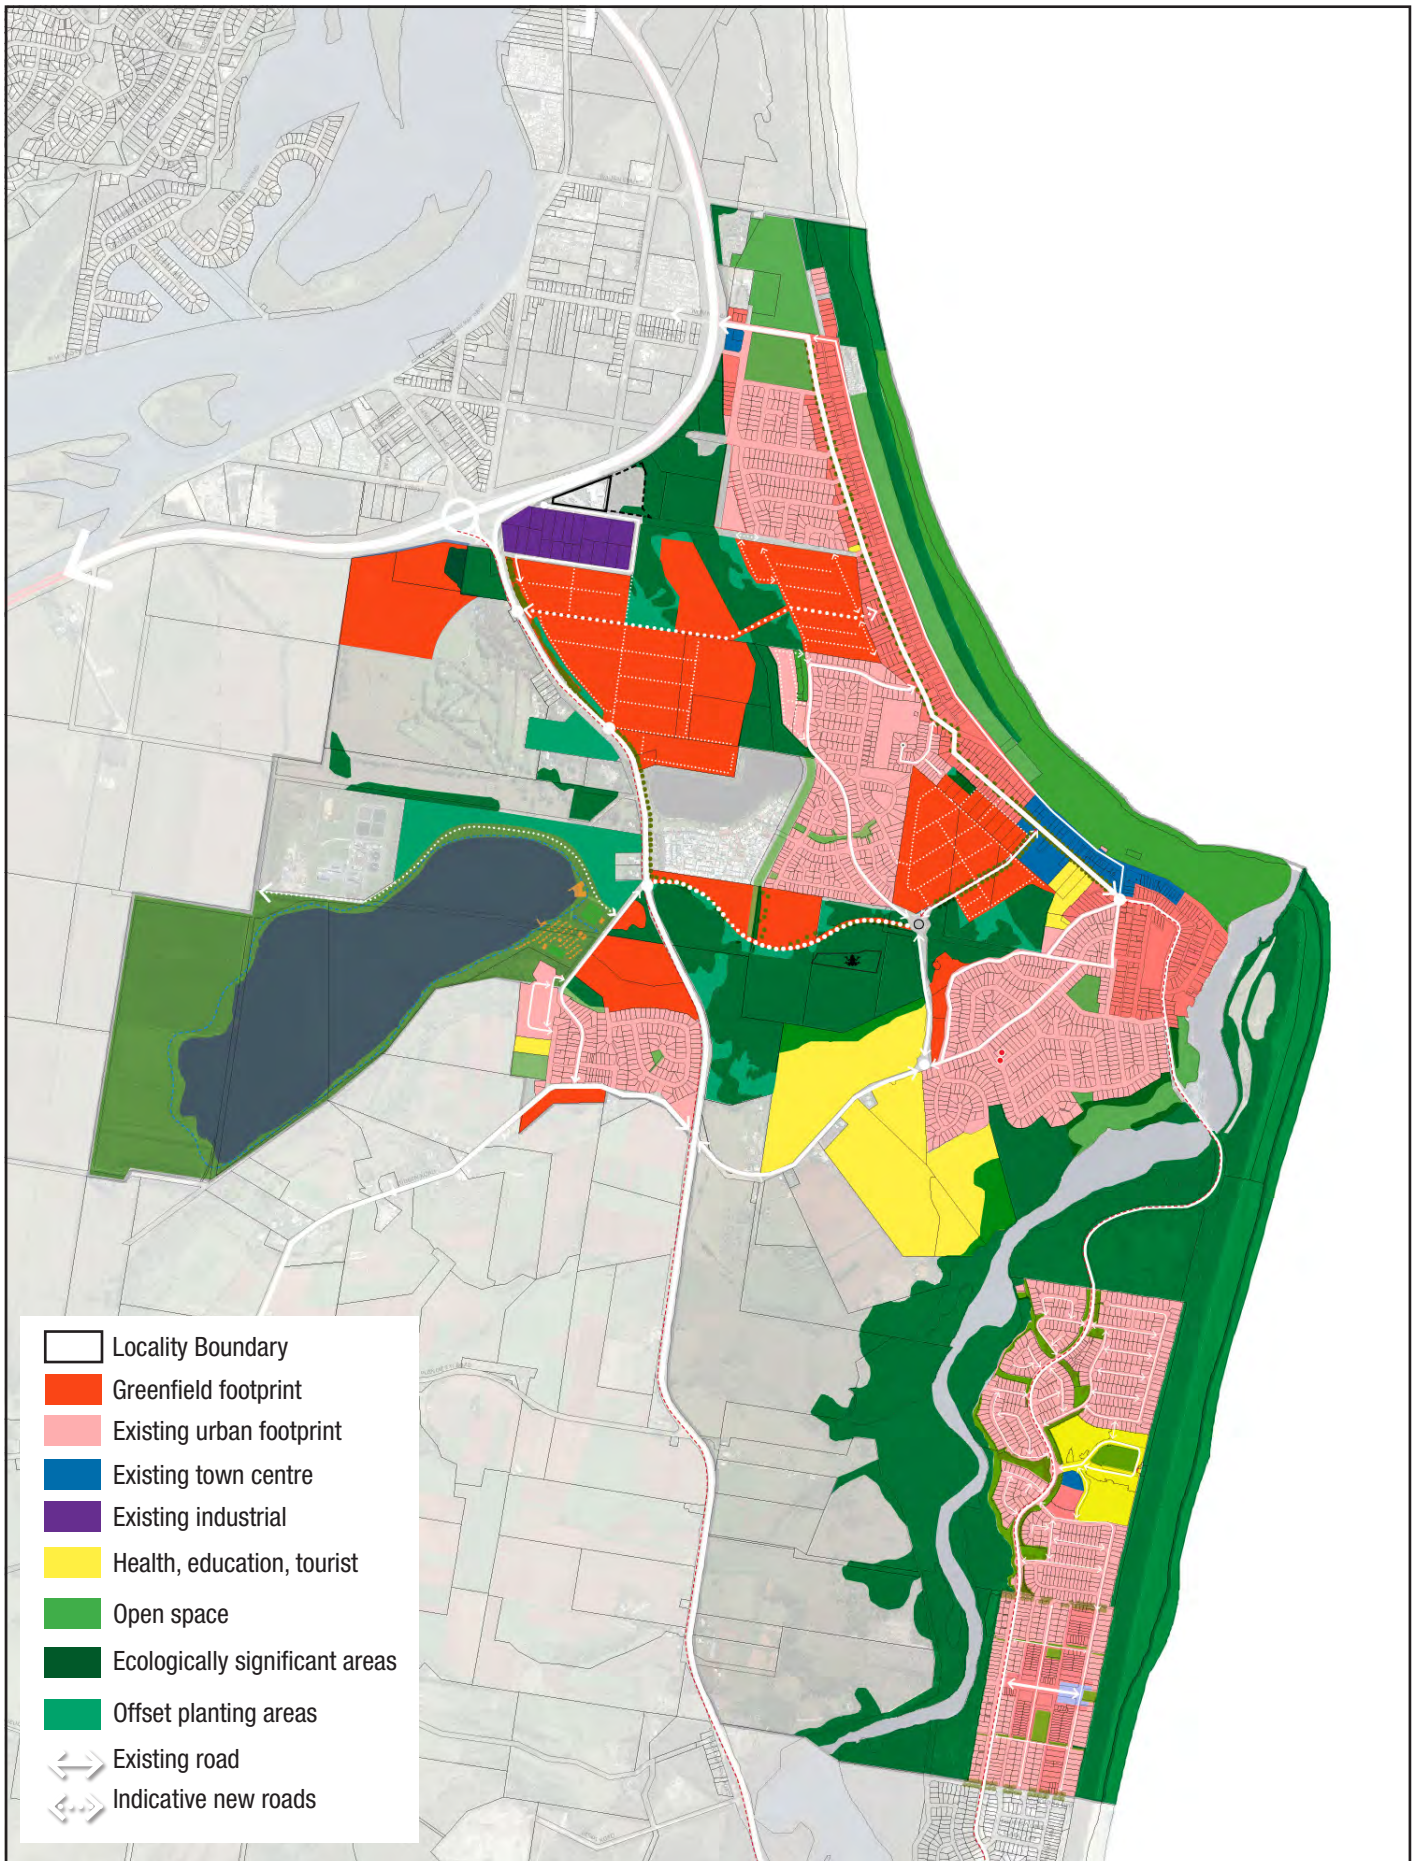 Locality Boundary
Greenfield footprint
Existing urban footprint
Existing town centre
Existing industrial
Health, education, tourist
Open space
Ecologically significant areas
Offset planting areas
Existing road
Indicative new roads